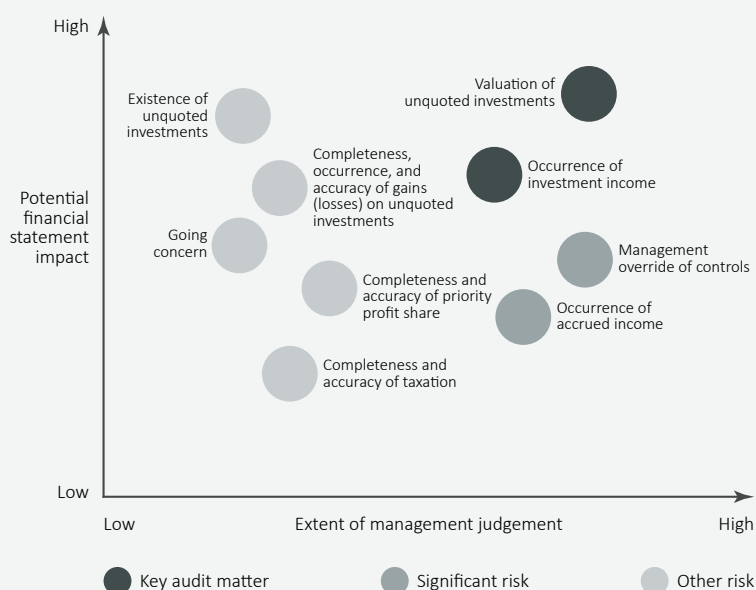 High
Valuation of
unquoted investments
Existence of
unquoted
investments
Completeness,
occurrence, and
accuracy of gains
(losses) on unquoted
investments
Occurrence of
investment income
Potential
financial
statement
impact
Going
concern
Management
override of controls
Completeness and
accuracy of priority
profit share
Occurrence of
accrued income
Completeness and
accuracy of taxation
Low
Low
Extent of management judgement
High
Key audit matter
Significant risk
Other risk